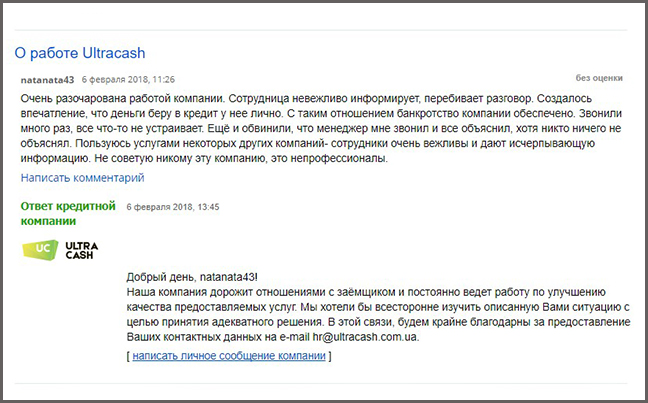 О работе Ultracash
natanata43 6 февраля 2018, 11:26 без оценки
Очень разочарована работой компании. Сотрудница невежливо информирует, перебивает разговор. Создалось
впечатление, что деньги беру в кредит у нее лично. С таким отношением банкротство компании обеспечено. Звонили
много раз, все что-то не устраивает. Ещё и обвинили, что менеджер мне звонил и все объяснил, хотя никто ничего не
объяснял. Пользуюсь услугами некоторых других компаний- сотрудники очень вежливы и дают исчерпывающую
информацию. Не советую никому эту компанию, это непрофессионалы.
Написать комментарий
Ответ кредитной 6 февраля 2018, 13:45
компании
UC ULTRA
CASH
Добрый день, natanata43!
Наша компания дорожит отношениями с заёмщиком и постоянно ведет работу по улучшению
качества предоставляемых услуг. Мы хотели бы всесторонне изучить описанную Вами ситуацию с
целью принятия адекватного решения. В этой связи, будем крайне благодарны за предоставление
Ваших контактных данных на e-mail hr@ultracash.com.ua.
[ написать личное сообщение компании ]